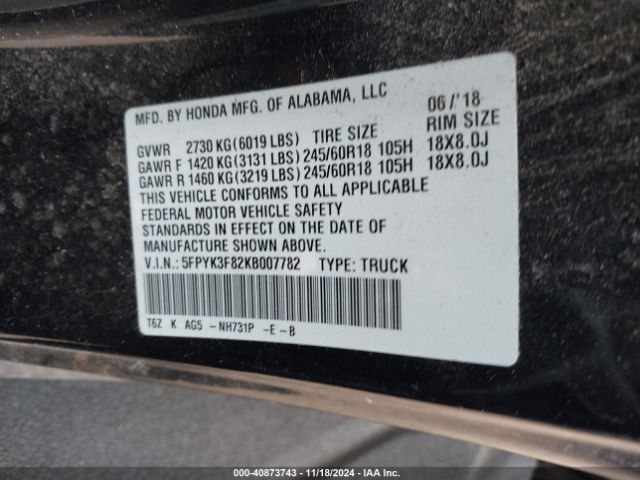 MFD. BY HONDA MFG. OF ALABAMA, LLC 06/'18
GVWR 2730 KG(6019 LBS) TIRE SIZE RIM SIZE
GAWR F 1420 KG(3131 LBS) 245/60R18 105H 18X8.0J
GAWR R 1460 KG(3219 LBS) 245/60R18 105H 18X8.0J
THIS VEHICLE CONFORMS TO ALL APPLICABLE
FEDERAL MOTOR VEHICLE SAFETY
STANDARDS IN EFFECT ON THE DATE OF
MANUFACTURE SHOWN ABOVE.
V.I.N.: 5FPYK3F82KB007782 TYPE: TRUCK
T6Z K AG5 -NH731P -E-B
000-40873743 - 11/18/2024 - IAA Inc.